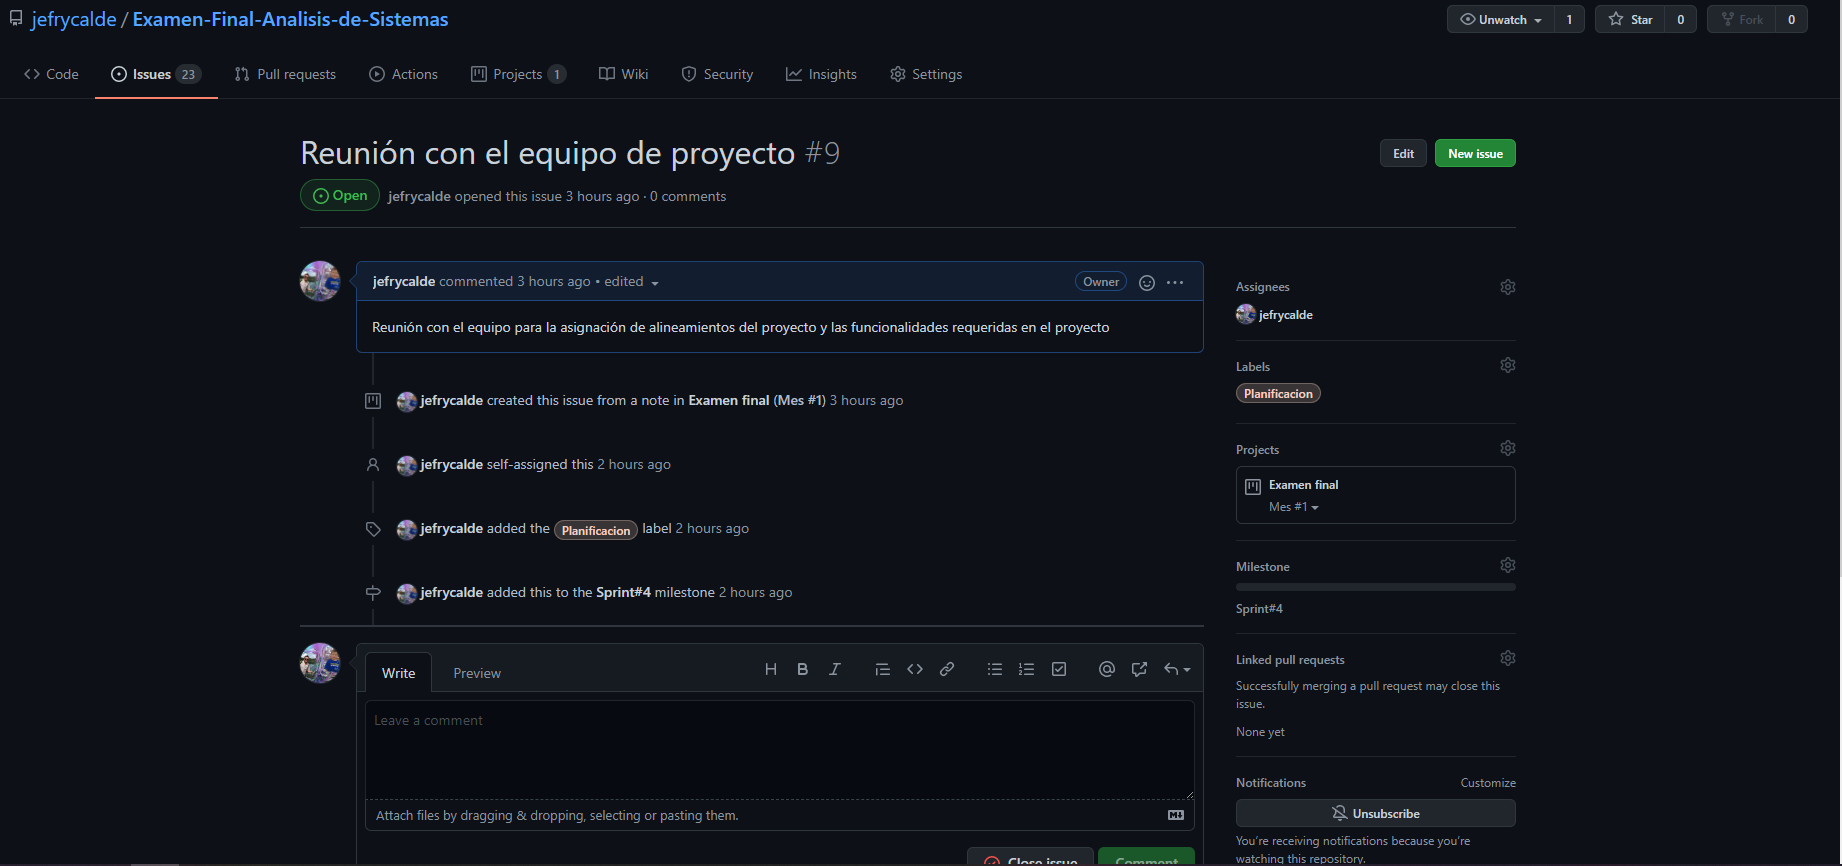 jefrycalde / Examen-Final-Analisis-de-Sistemas
Unwatch 1 Star 0 Fork 0
Code Issues 23 Pull requests Actions Projects 1 Wiki Security Insights Settings
Reunión con el equipo de proyecto #9
Edit New issue
Open jefrycalde opened this issue 3 hours ago · 0 comments
jefrycalde commented 3 hours ago • edited
Owner
Reunión con el equipo para la asignación de alineamientos del proyecto y las funcionalidades requeridas en el proyecto
jefrycalde created this issue from a note in Examen final (Mes #1) 3 hours ago
jefrycalde self-assigned this 2 hours ago
jefrycalde added the Planificacion label 2 hours ago
jefrycalde added this to the Sprint#4 milestone 2 hours ago
Write Preview
Leave a comment
Attach files by dragging & dropping, selecting or pasting them.
Close issue Comment
Assignees
jefrycalde
Labels
Planificacion
Projects
Examen final
Mes #1
Milestone
Sprint#4
Linked pull requests
Successfully merging a pull request may close this
issue.
None yet
Notifications Customize
Unsubscribe
You're receiving notifications because you're
watching this repository.